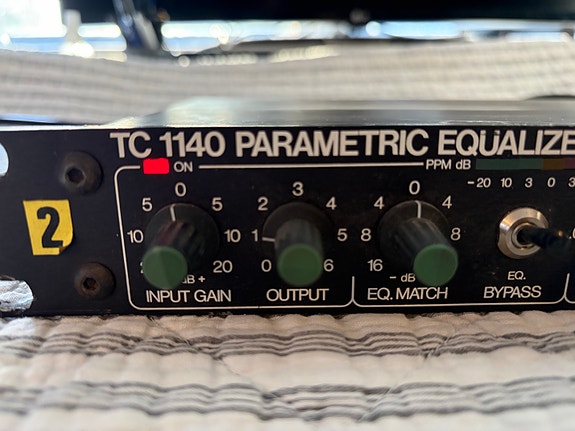 TC 1140 PARAMETRIC EQUALIZE
ON PPM dB
-20 10 3 0 3
5 0 5 2 3 4 4 0 4
2 10 10 1 5 8 8
20 0 6 16 - dB
dB +
INPUT GAIN OUTPUT EQ. MATCH EQ.
BYPASS